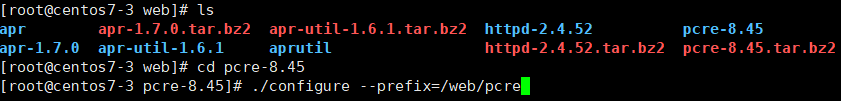 [root@centos7-3 web]# ls
apr apr-1.7.0.tar.bz2 apr-util-1.6.1.tar.bz2 httpd-2.4.52 pcre-8.45
apr-1.7.0 apr-util-1.6.1 aprutil httpd-2.4.52.tar.bz2 pcre-8.45.tar.bz2
[root@centos7-3 web]# cd pcre-8.45
[root@centos7-3 pcre-8.45]# ./configure --prefix=/web/pcre